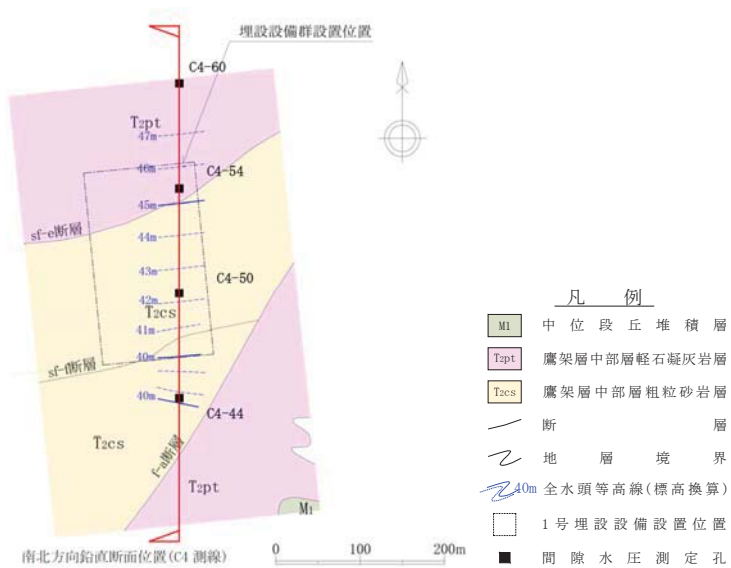 埋設設備群設置位置
C4-60
T2pt
47m
46m
C4-54
45m
sf-e断層
44m
43m
C4-50
42m
T2cs
41m
40m
sf-f断層
40m
C4-44
T2cs
f-a断層
T2pt
M1
南北方向鉛直断面位置(C4 測線)
0 100 200m
凡 例
M1 中位段丘堆積層
T2pt 鷹架層中部層軽石凝灰岩層
T2cs 鷹架層中部層粗粒砂岩層
断層
地層境界
40m 全水頭等高線(標高換算)
1号埋設設備設置位置
間隙水圧測定孔